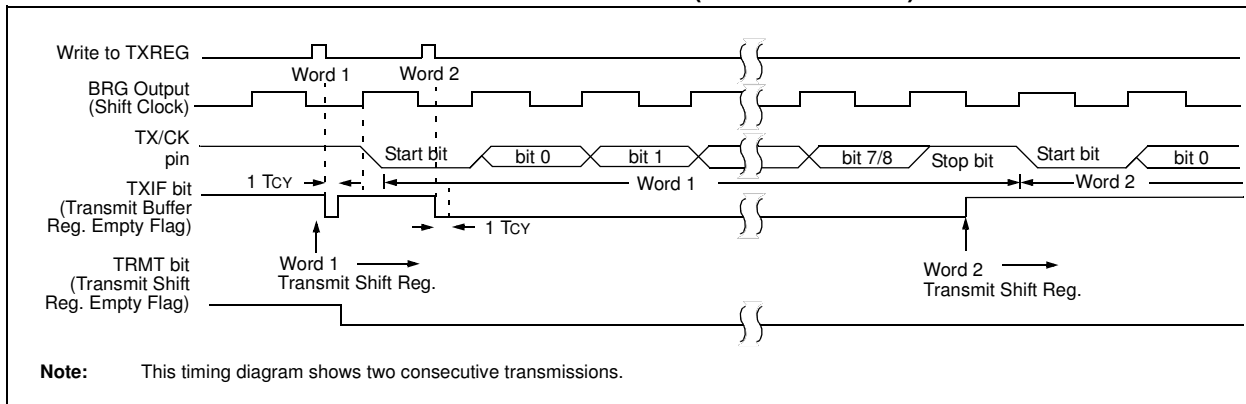 Write to TXREG
Word 1
Word 2
BRG Output
(Shift Clock)
TX/CK
pin
Start bit
bit 0
bit 1
bit 7/8
Stop bit
Start bit
bit 0
1 TCY
Word 1
Word 2
TXIF bit
(Transmit Buffer
Reg. Empty Flag)
1 TCY
Word 1
Transmit Shift Reg.
Word 2
Transmit Shift Reg.
TRMT bit
(Transmit Shift
Reg. Empty Flag)
Note: This timing diagram shows two consecutive transmissions.